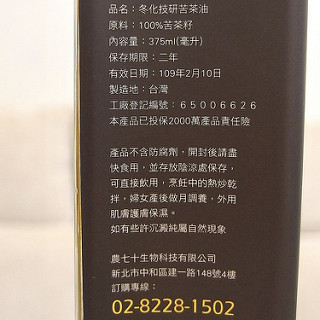 品名：冬化技研苦茶油
原料：100%苦茶籽
內容量：375ml(毫升)
保存期限：二年
有效日期：109年2月10日
製造地：台灣
工廠登記編號：65006626
本產品已投保2000萬產品責任險
產品不含防腐劑，開封後請盡
快食用，並存放陰涼處保存，
可直接飲用，烹飪中的熱炒乾
拌，婦女產後做月調養，外用
肌膚護膚保濕。
如有些許沉澱純屬自然現象
農七十生物科技有限公司
新北市中和區建一路148號4樓
訂購專線：
02-8228-1502